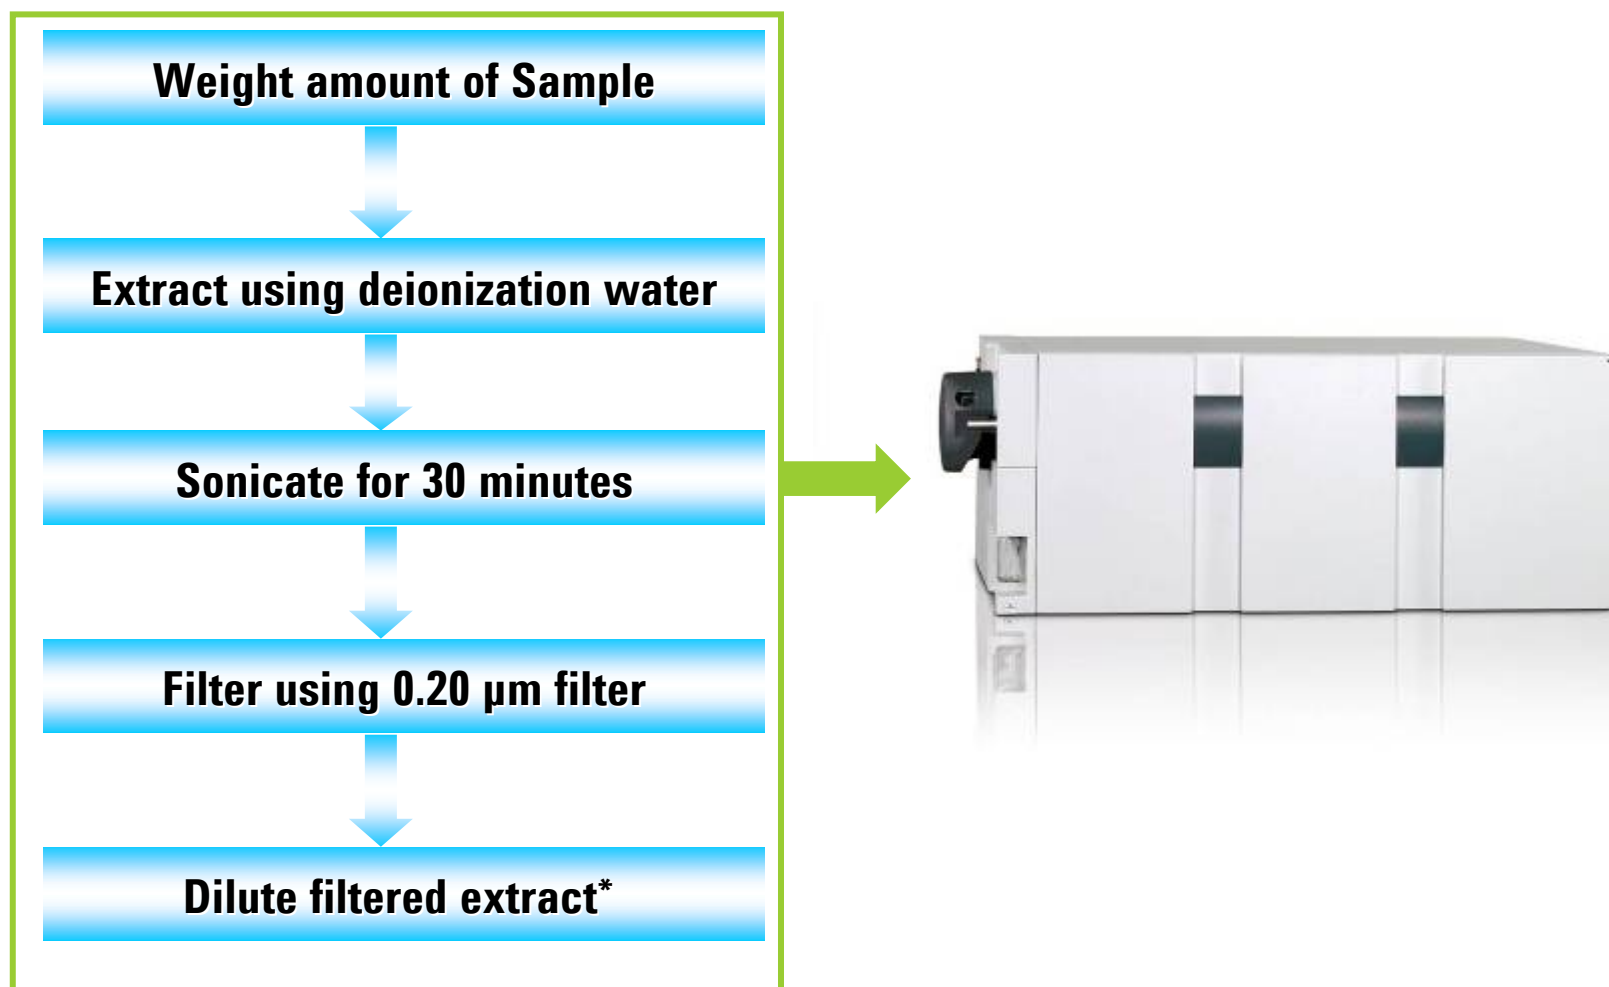 Weight amount of Sample
Extract using deionization water
Sonicate for 30 minutes
Filter using 0.20 µm filter
Dilute filtered extract*